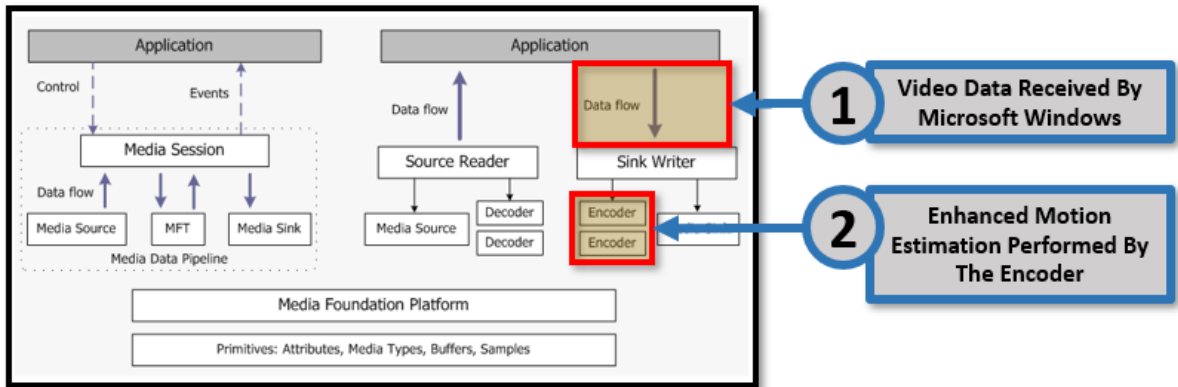 Application
Control
Events
Media Session
Data flow
Media Source
MFT
Media Sink
Media Data Pipeline
Application
Data flow
Data flow
Source Reader
Sink Writer
Media Source
Decoder
Decoder
Encoder
Encoder
Media Foundation Platform
Primitives: Attributes, Media Types, Buffers, Samples
1
Video Data Received By
Microsoft Windows
2
Enhanced Motion
Estimation Performed By
The Encoder